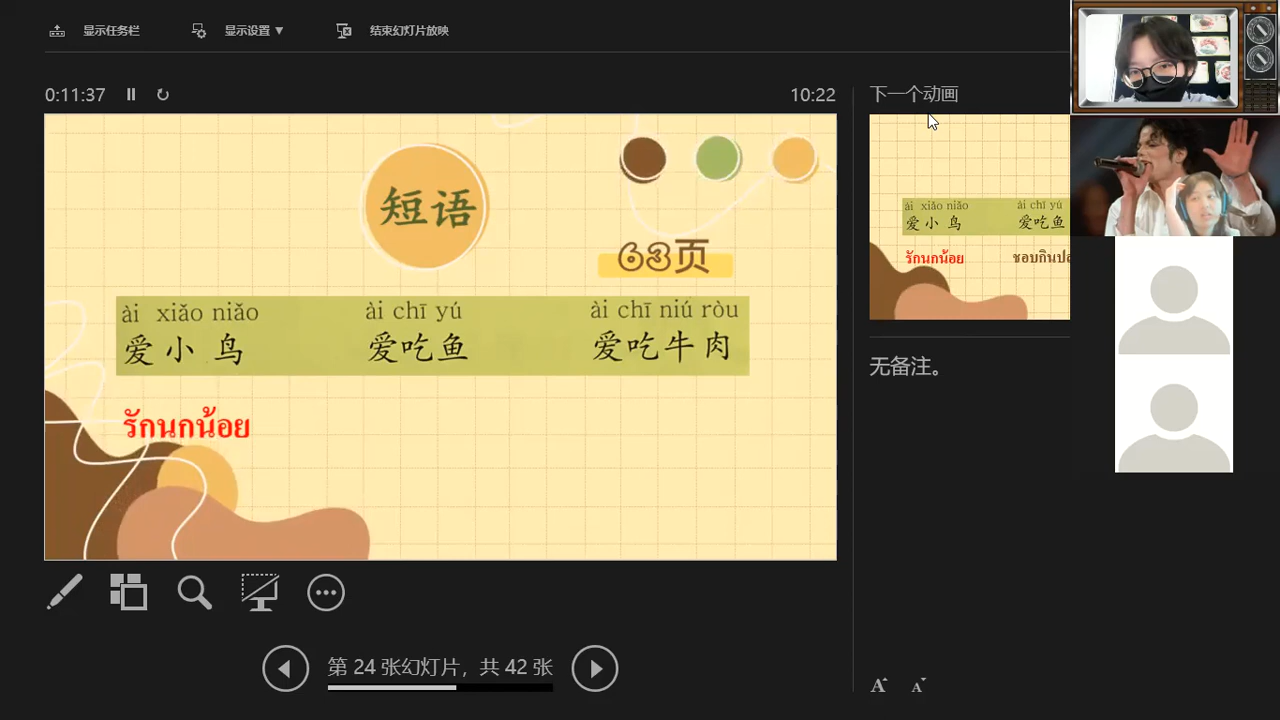 显示任务栏
显示设置 ▼
结束幻灯片放映
0:11:37
10:22
下一个动画
短语
63页
ài xiǎo niǎo
ài chī yú
ài chī niú ròu
爱 小 鸟
爱吃鱼
爱吃牛肉
รักนกน้อย
ài xiǎo niǎo
ài chī yú
爱 小 鸟
爱吃鱼
รักนกน้อย
无备注。
第 24 张幻灯片，共 42 张
A A